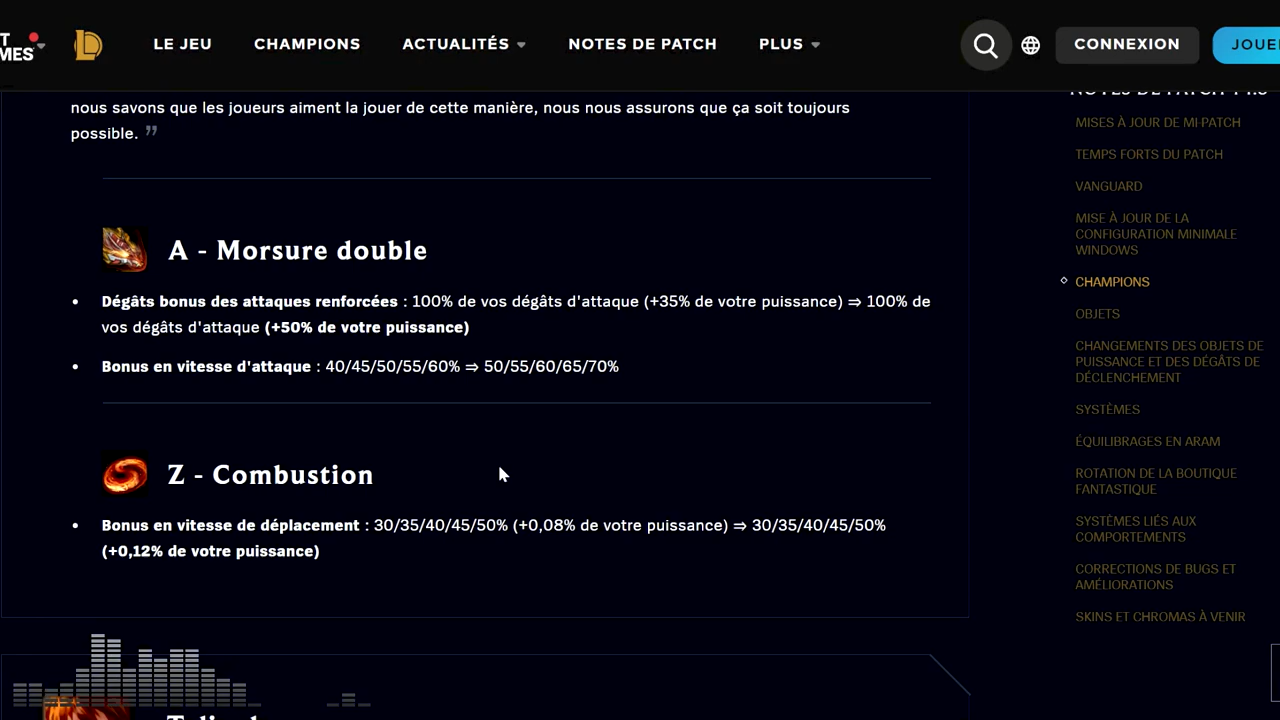 LE JEU
CHAMPIONS
ACTUALITÉS
NOTES DE PATCH
PLUS
CONNEXION
nous savons que les joueurs aiment la jouer de cette manière, nous nous assurons que ça soit toujours
possible. ”
A - Morsure double
• Dégâts bonus des attaques renforcées : 100% de vos dégâts d'attaque (+35% de votre puissance) ⇒ 100% de
vos dégâts d'attaque (+50% de votre puissance)
• Bonus en vitesse d'attaque : 40/45/50/55/60% ⇒ 50/55/60/65/70%
Z - Combustion
• Bonus en vitesse de déplacement : 30/35/40/45/50% (+0,08% de votre puissance) ⇒ 30/35/40/45/50%
(+0,12% de votre puissance)
MISES À JOUR DE MI-PATCH
TEMPS FORTS DU PATCH
VANGUARD
MISE À JOUR DE LA
CONFIGURATION MINIMALE
WINDOWS
CHAMPIONS
OBJETS
CHANGEMENTS DES OBJETS DE
PUISSANCE ET DES DÉGÂTS DE
DÉCLENCHEMENT
SYSTÈMES
ÉQUILIBRAGES EN ARAM
ROTATION DE LA BOUTIQUE
FANTASTIQUE
SYSTÈMES LIÉS AUX
COMPORTEMENTS
CORRECTIONS DE BUGS ET
AMÉLIORATIONS
SKINS ET CHROMAS À VENIR